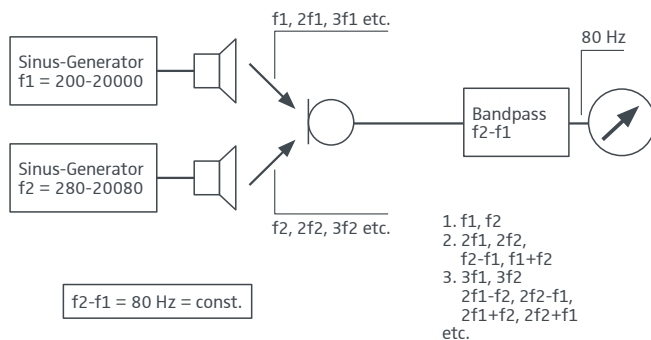 f1, 2f1, 3f1 etc.
Sinus-Generator
f1 = 200-20000
80 Hz
Bandpass
f2-f1
Sinus-Generator
f2 = 280-20080
f2, 2f2, 3f2 etc.
f2-f1 = 80 Hz = const.
1. f1, f2
2. 2f1, 2f2,
f2-f1, f1+f2
3. 3f1, 3f2
2f1-f2, 2f2-f1,
2f1+f2, 2f2+f1
etc.